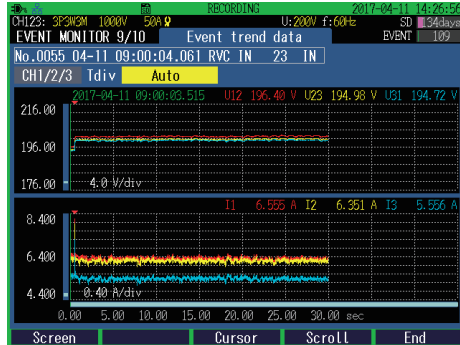 RECORDING 2017-04-11 14:26:56
CH123: 3P3W3M 1000V 50A U:200V f:60Hz SD 134days
EVENT MONITOR 9/10 Event trend data EVENT 109
No.0055 04-11 09:00:04.061 RVC IN 23 IN
CH1/2/3 Tdiv Auto
2017-04-11 09:00:03.515 U12 196.40 V U23 194.98 V U31 194.72 V
216.00
196.00
176.00 4.0 V/div
I1 6.555 A I2 6.351 A I3 5.556 A
8.400
6.400
4.400 0.40 A/div
0.00 5.00 10.00 15.00 20.00 25.00 30.00 sec
Screen Cursor Scroll End